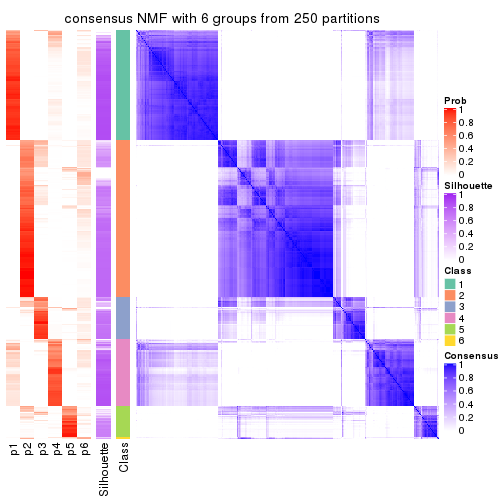 consensus NMF with 6 groups from 250 partitions
Prob
1
0.8
0.6
0.4
0.2
0
Silhouette
1
0.8
0.6
0.4
0.2
0
Class
1
2
3
4
5
6
Consensus
1
0.8
0.6
0.4
0.2
0
p1
p2
p3
p4
p5
p6
Silhouette
Class